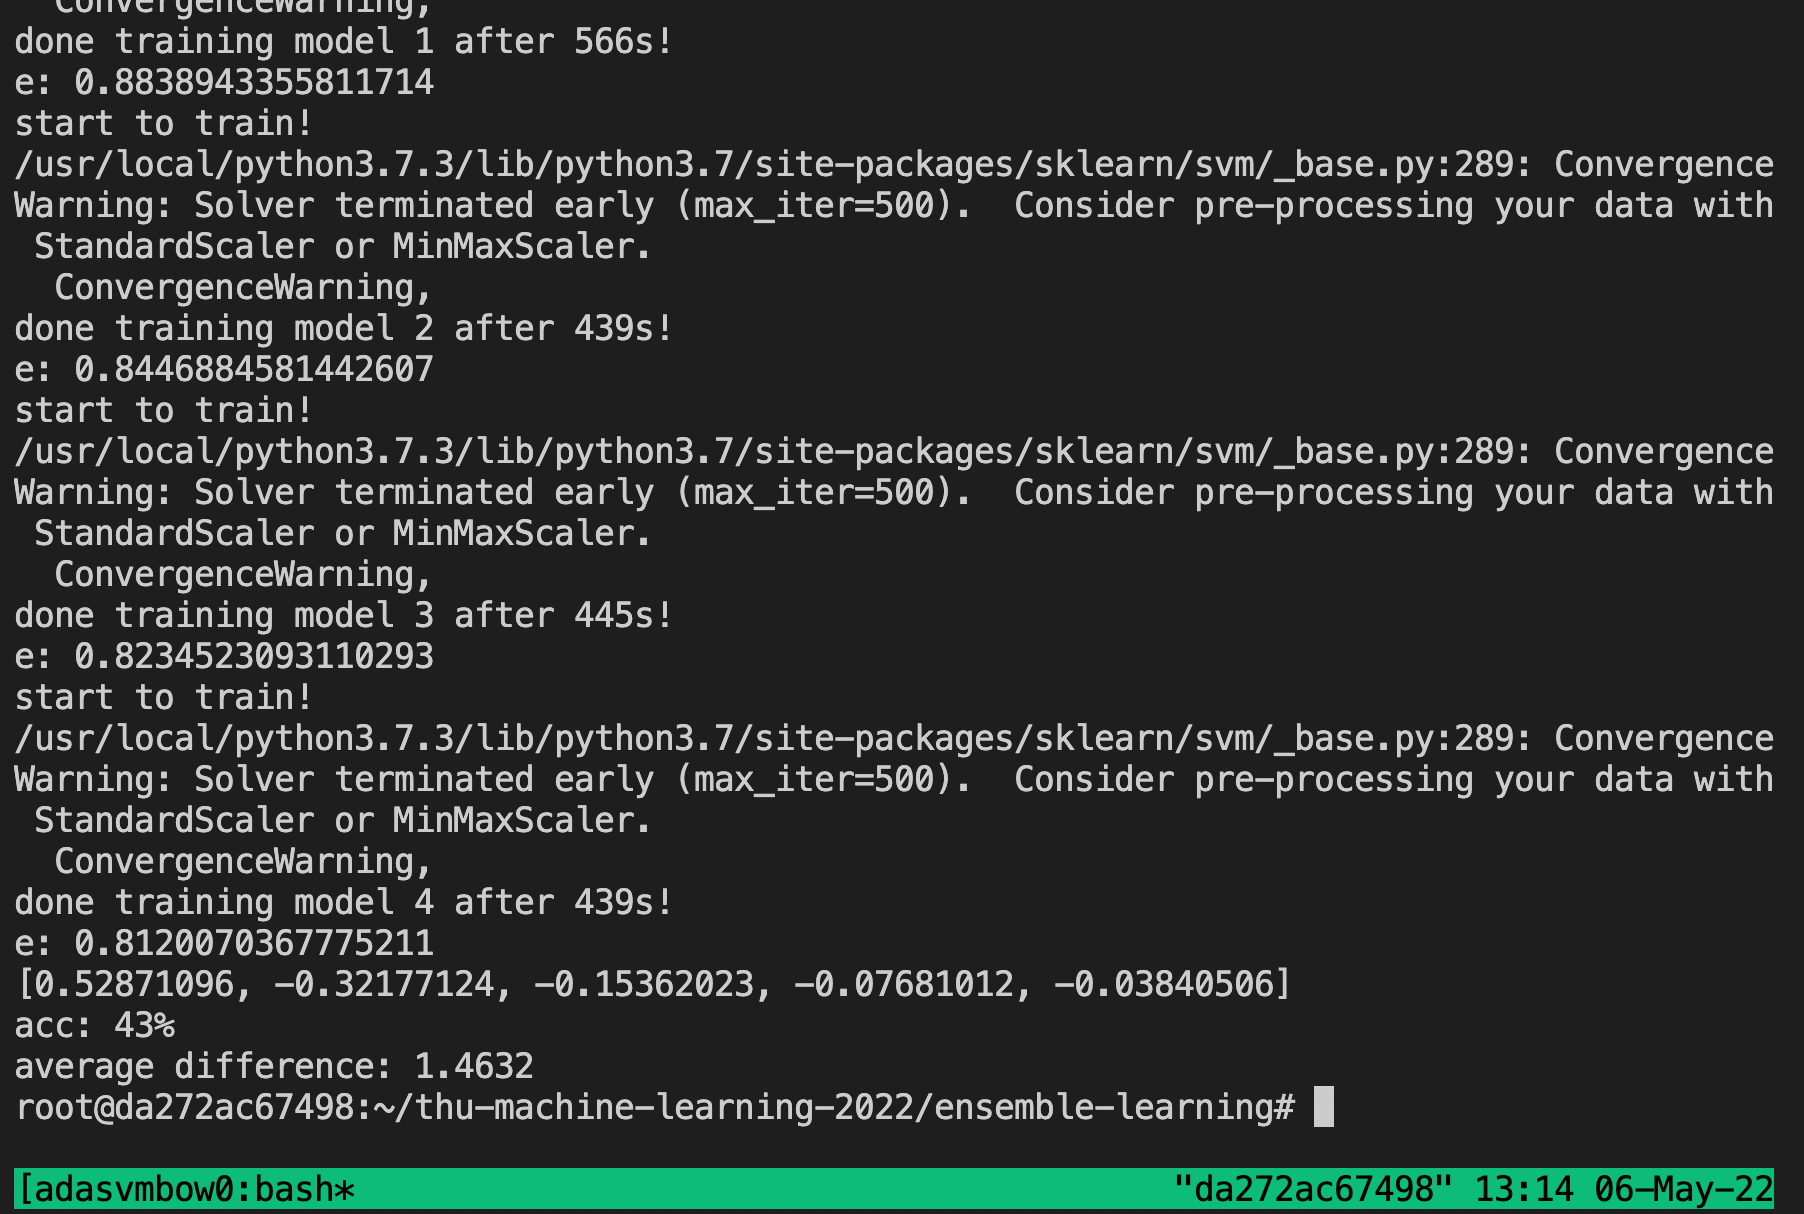 ConvergenceWarning,
done training model 1 after 566s!
e: 0.8838943355811714
start to train!
/usr/local/python3.7.3/lib/python3.7/site-packages/sklearn/svm/_base.py:289: Convergence
Warning: Solver terminated early (max_iter=500).  Consider pre-processing your data with
 StandardScaler or MinMaxScaler.
  ConvergenceWarning,
done training model 2 after 439s!
e: 0.8446884581442607
start to train!
/usr/local/python3.7.3/lib/python3.7/site-packages/sklearn/svm/_base.py:289: Convergence
Warning: Solver terminated early (max_iter=500).  Consider pre-processing your data with
 StandardScaler or MinMaxScaler.
  ConvergenceWarning,
done training model 3 after 445s!
e: 0.8234523093110293
start to train!
/usr/local/python3.7.3/lib/python3.7/site-packages/sklearn/svm/_base.py:289: Convergence
Warning: Solver terminated early (max_iter=500).  Consider pre-processing your data with
 StandardScaler or MinMaxScaler.
  ConvergenceWarning,
done training model 4 after 439s!
e: 0.8120070367775211
[0.52871096, -0.32177124, -0.15362023, -0.07681012, -0.03840506]
acc: 43%
average difference: 1.4632
root@da272ac67498:~/thu-machine-learning-2022/ensemble-learning#
[adasvmbow0:bash* "da272ac67498" 13:14 06-May-22